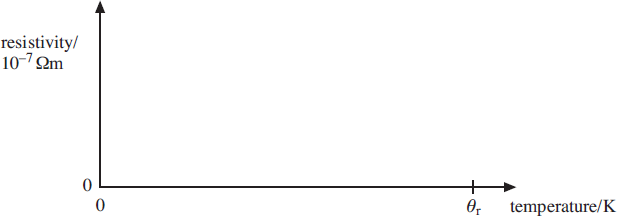 resistivity/
10⁻⁷ Ωm
0
0
θᵣ
temperature/K